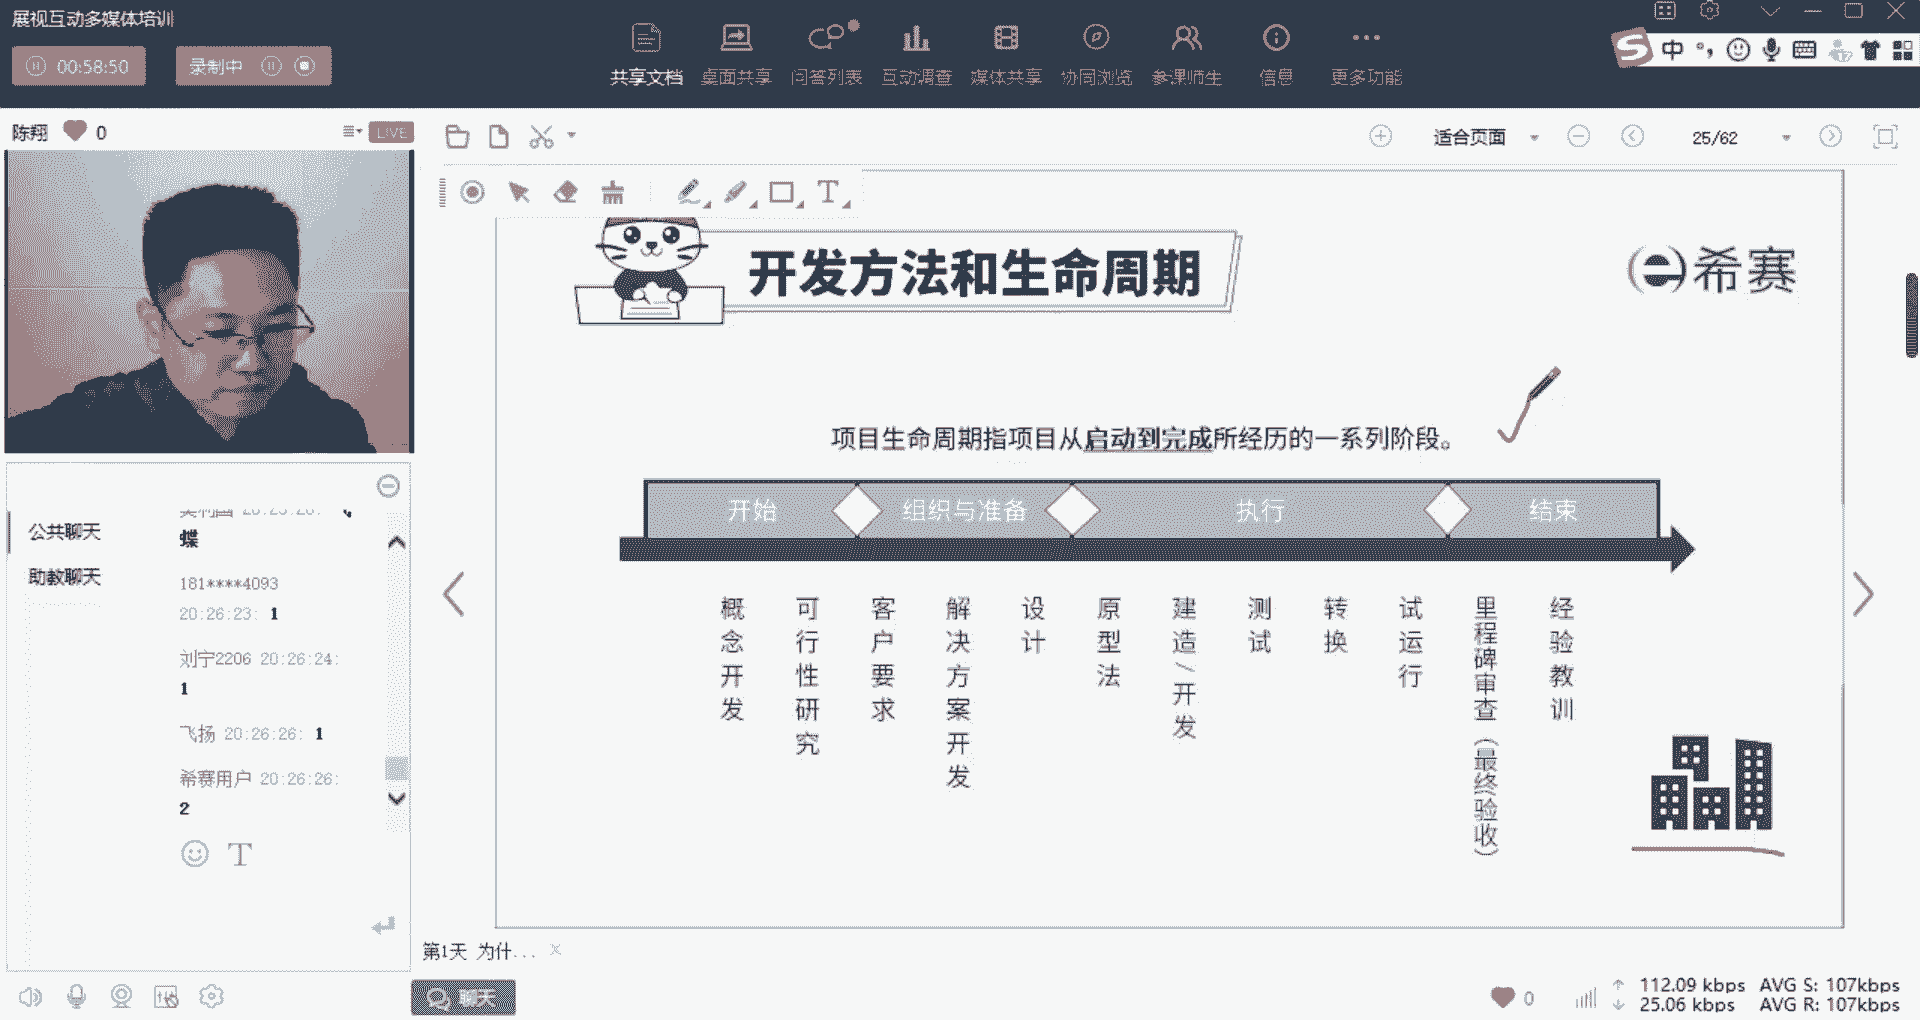 展视互动多媒体培训
00:58:50
录制中
共享文档
桌面共享
问答列表
互动调查
媒体共享
协同浏览
参课师生
信息
更多功能
中
陈翔
0
LIVE
适合页面
25/62
开发方法和生命周期
希赛
项目生命周期指项目从启动到完成所经历的一系列阶段。
开始
组织与准备
执行
结束
概念开发
可行性研究
客户要求
解决方案开发
设计
原型法
建造/开发
测试
转换
试运行
里程碑审查（最终验收）
经验教训
公共聊天
助教聊天
蝶
181****4093
20:26:23: 1
刘宁2206 20:26:24:
1
飞扬 20:26:26: 1
希赛用户 20:26:26:
2
第1天 为什...
聊天
0
112.09 kbps AVG S: 107kbps
25.06 kbps AVG R: 107kbps